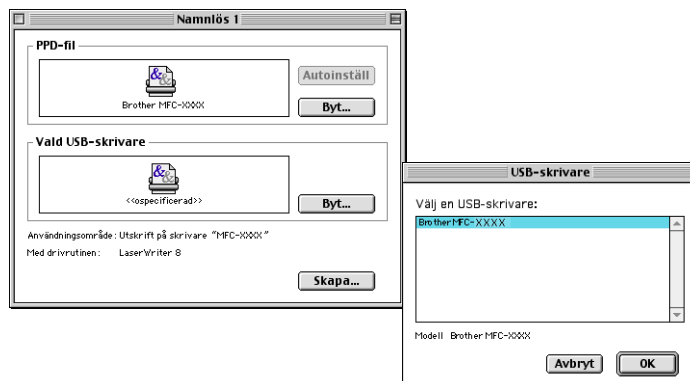 Namnlös 1
PPD-fil
Brother MFC-XXXX
Autoinställ
Byt...
Vald USB-skrivare
<<ospecificerad>>
Byt...
Användningsområde: Utskrift på skrivare "MFC-XXXX"
Med drivrutinen: LaserWriter 8
Skapa...
USB-skrivare
Välj en USB-skrivare:
Brother MFC-XXXX
Modell Brother MFC-XXXX
Avbryt
OK